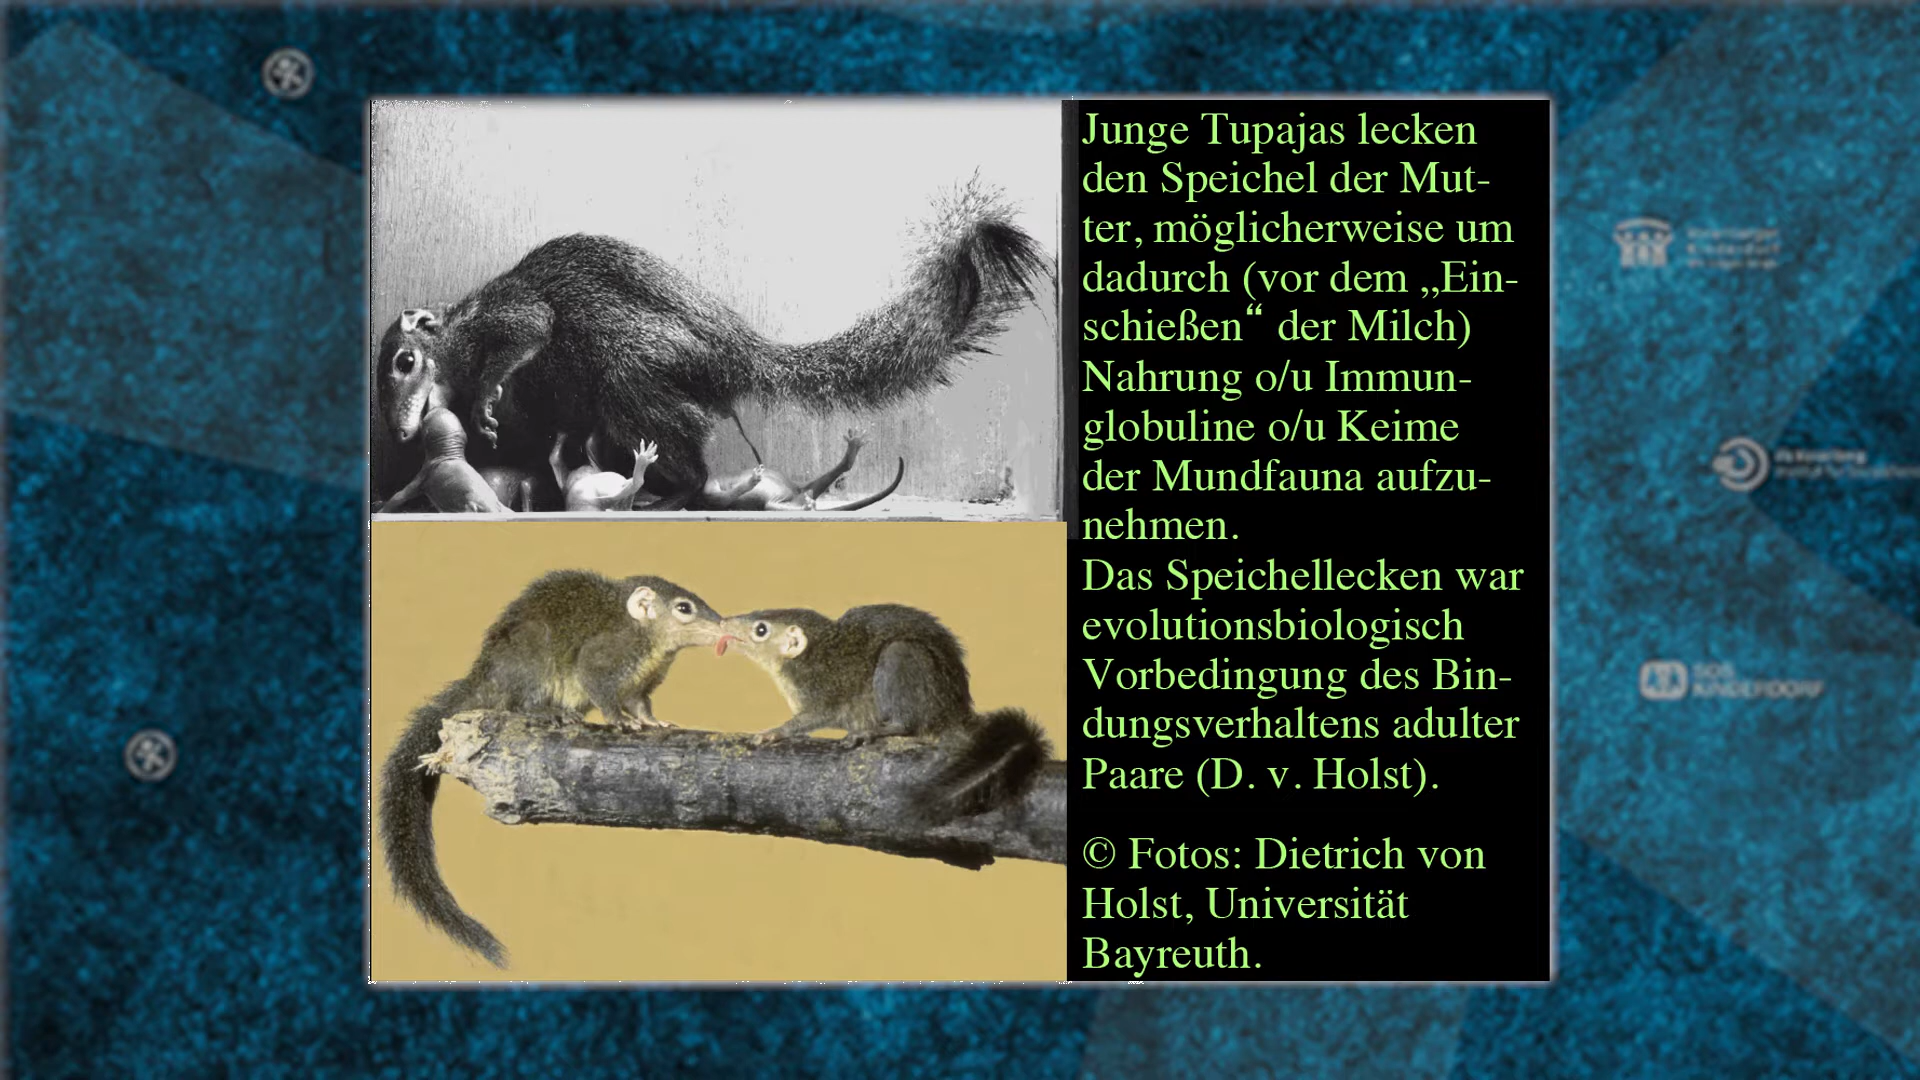 Junge Tupajas lecken
den Speichel der Mut-
ter, möglicherweise um
dadurch (vor dem „Ein-
schießen“ der Milch)
Nahrung o/u Immun-
globuline o/u Keime
der Mundfauna aufzu-
nehmen.
Das Speichellecken war
evolutionsbiologisch
Vorbedingung des Bin-
dungsverhaltens adulter
Paare (D. v. Holst).
© Fotos: Dietrich von
Holst, Universität
Bayreuth.
SOS
KINDERDORF